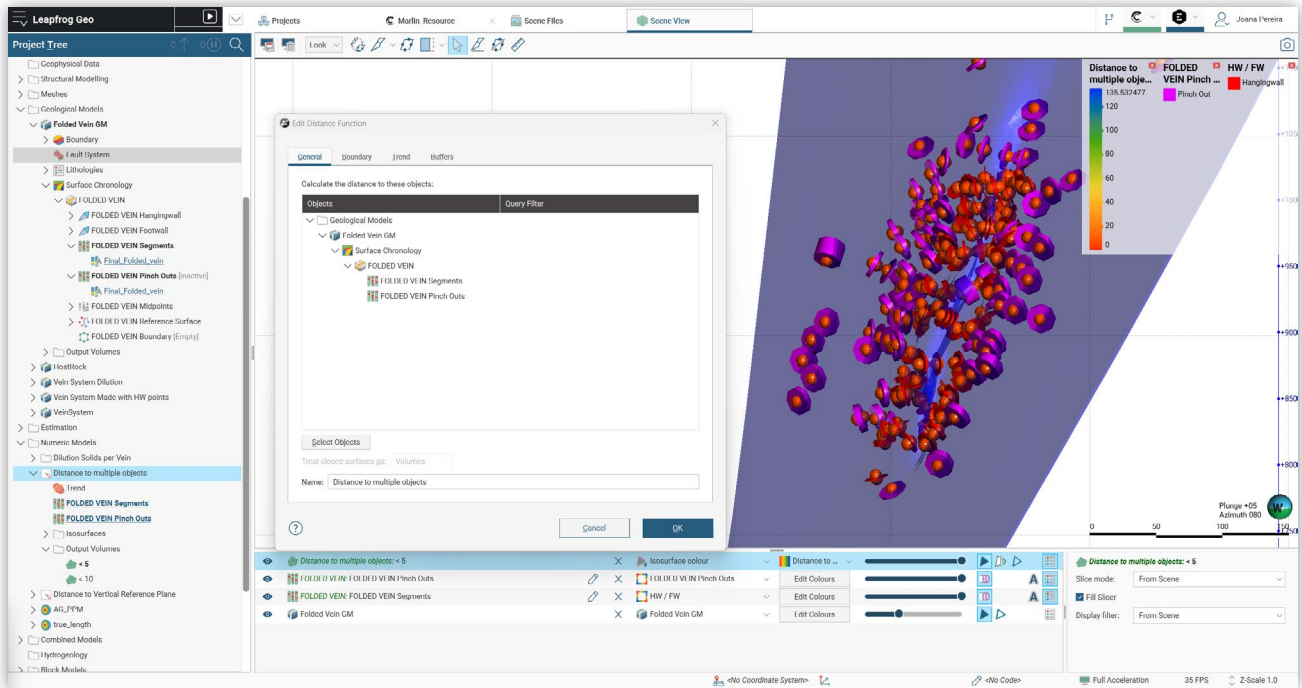 Leapfrog Geo
Projects
Marlin Resource
Scene Files
Scene View
Joana Pereira
Project Tree
0
0
Look
Geophysical Data
Structural Modelling
Meshes
Geological Models
Folded Vein GM
Boundary
Fault System
Lithologies
Surface Chronology
FOLDED VEIN
FOLDED VEIN Hangingwall
FOLDED VEIN Footwall
FOLDED VEIN Segments
Final_Folded_vein
FOLDED VEIN Pinch Outs [Inactive]
Final_Folded_vein
FOLDED VEIN Midpoints
FOLDED VEIN Reference Surface
FOLDED VEIN Boundary [Empty]
Output Volumes
HostRock
Vein System Dilution
Vein System Made with HW points
VeinSystem
Estimation
Numeric Models
Dilution Solids per Vein
Distance to multiple objects
Trend
FOLDED VEIN Segments
FOLDED VEIN Pinch Outs
Isosurfaces
Output Volumes
< 5
< 10
Distance to Vertical Reference Plane
AG_PPM
true_length
Combined Models
Hydrogeology
Block Models
Edit Distance Function
General Boundary Trend Buffers
Calculate the distance to these objects:
Objects Query Filter
Geological Models
Folded Vein GM
Surface Chronology
FOLDED VEIN
FOLDED VEIN Segments
FOLDED VEIN Pinch Outs
Select Objects
Treat closed surfaces as: Volumes
Name: Distance to multiple objects
Cancel OK
Distance to multiple obje...
135.532477
120
100
80
60
40
20
0
FOLDED VEIN Pinch ...
Pinch Out
HW / FW
Hangingwall
+950
+900
+850
+800
Plunge +05
Azimuth 080
W
0 50 100 150
Distance to multiple objects: < 5 Isosurface colour Distance to ...
FOLDED VEIN: FOLDED VEIN Pinch Outs FOLDED VEIN Pinch Outs Edit Colours A
FOLDED VEIN: FOLDED VEIN Segments HW / FW Edit Colours A
Folded Vein GM Folded Vein GM Edit Colours
Distance to multiple objects: < 5
Slice mode: From Scene
Fill Slicer
Display filter: From Scene
<No Coordinate System>
<No Code>
Full Acceleration
35 FPS
Z-Scale 1.0